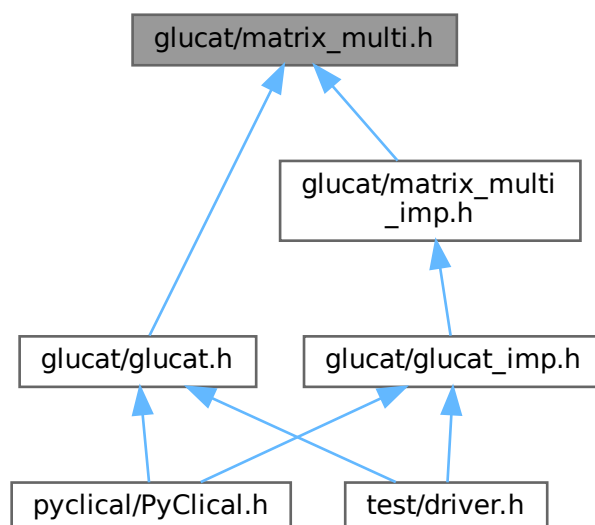 glucat/matrix_multi.h
glucat/matrix_multi
_imp.h
glucat/glucat.h
glucat/glucat_imp.h
pyclical/PyClical.h
test/driver.h